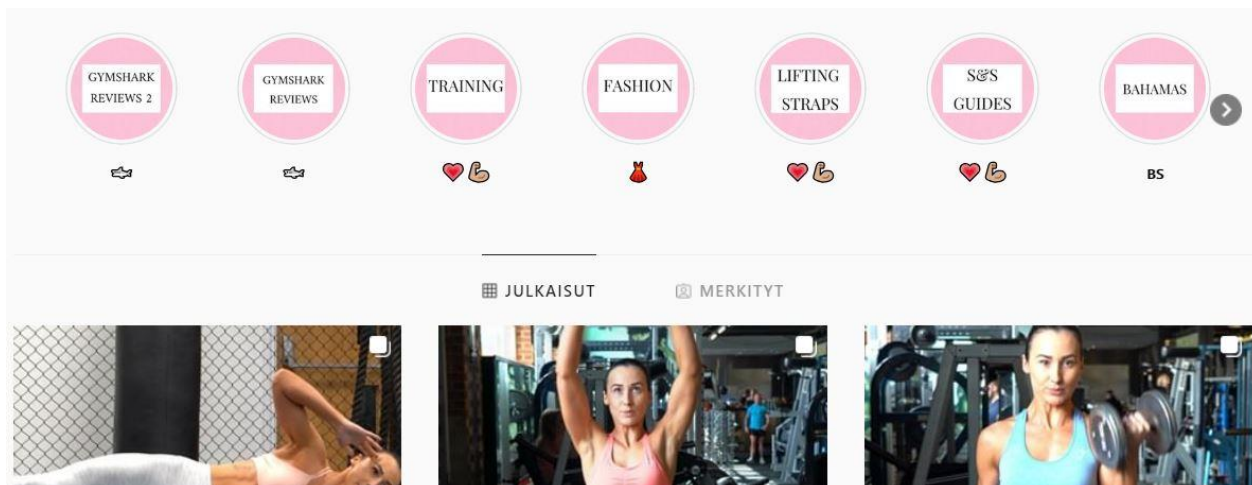 GYMSHARK
REVIEWS 2
GYMSHARK
REVIEWS
TRAINING
FASHION
LIFTING
STRAPS
S&S
GUIDES
BAHAMAS
BS
JULKAISUT
MERKITYT